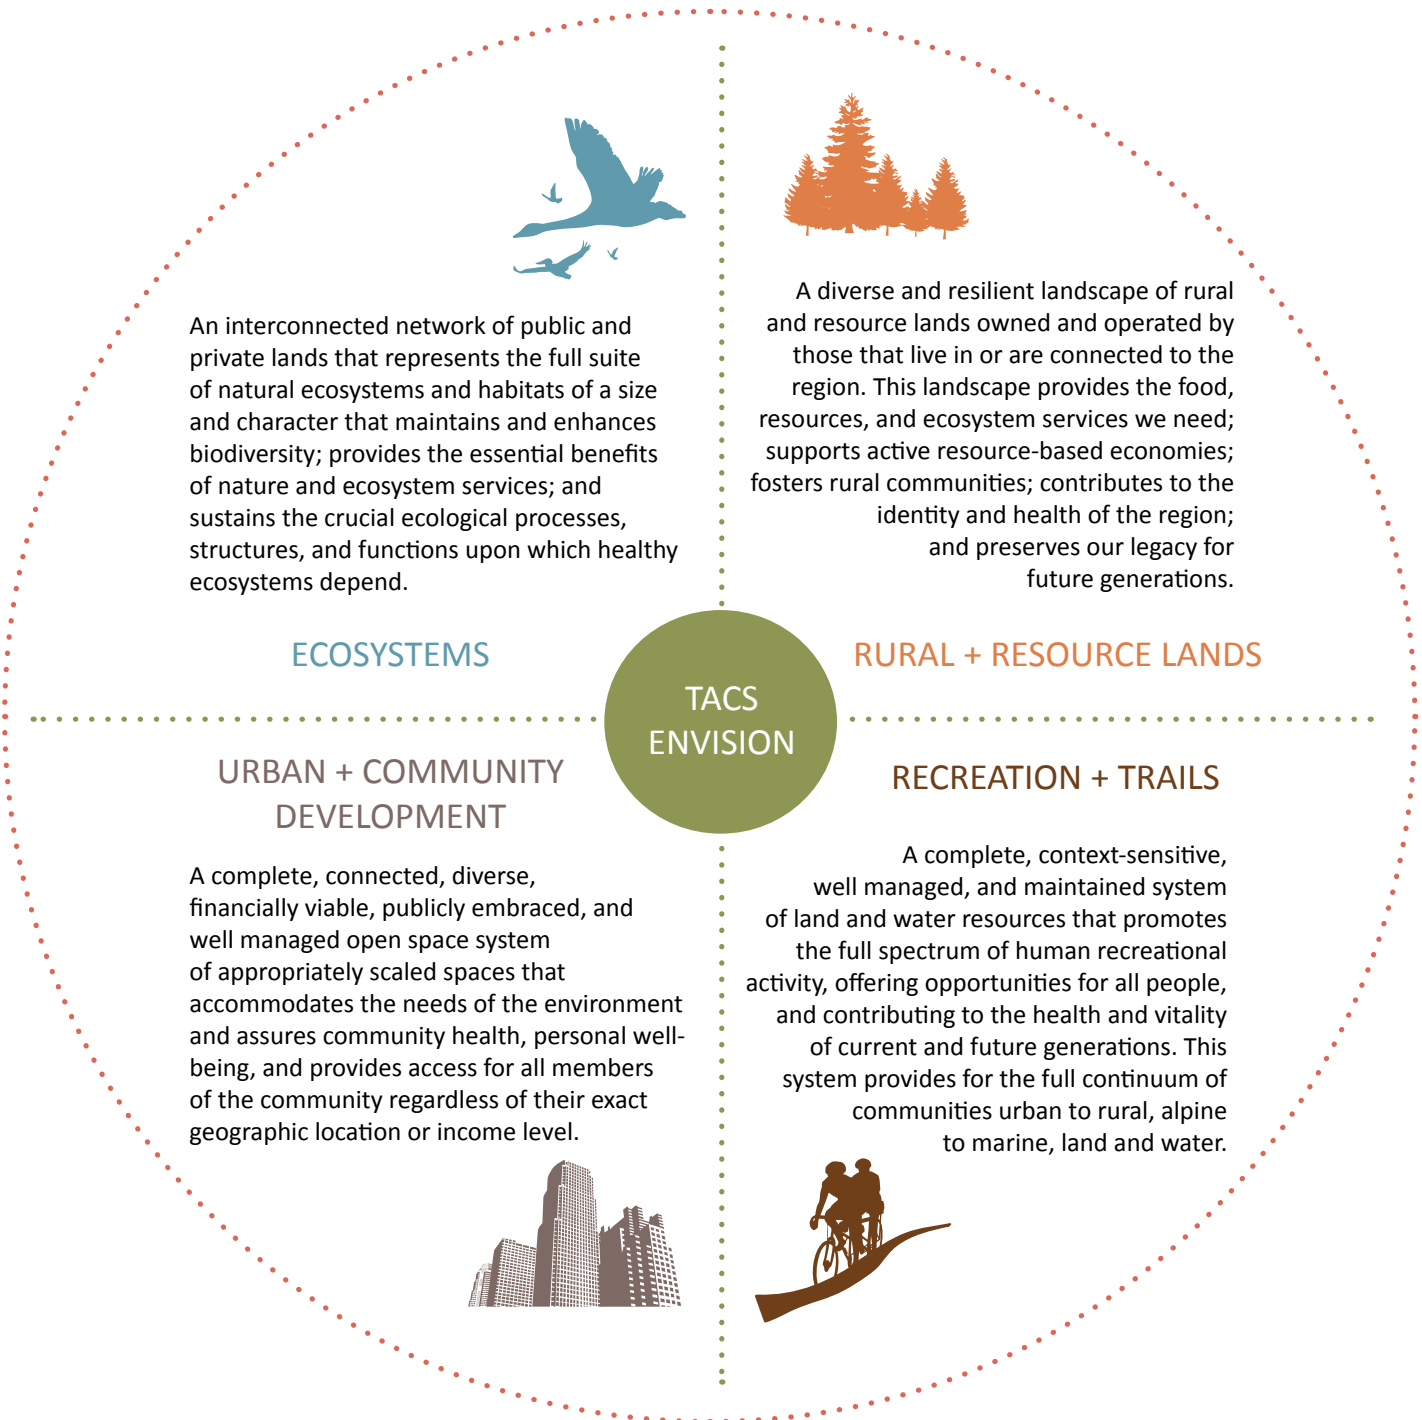 An interconnected network of public and
private lands that represents the full suite
of natural ecosystems and habitats of a size
and character that maintains and enhances
biodiversity; provides the essential benefits
of nature and ecosystem services; and
sustains the crucial ecological processes,
structures, and functions upon which healthy
ecosystems depend.
ECOSYSTEMS
A diverse and resilient landscape of rural
and resource lands owned and operated by
those that live in or are connected to the
region. This landscape provides the food,
resources, and ecosystem services we need;
supports active resource-based economies;
fosters rural communities; contributes to the
identity and health of the region;
and preserves our legacy for
future generations.
RURAL + RESOURCE LANDS
TACS
ENVISION
URBAN + COMMUNITY
DEVELOPMENT
A complete, connected, diverse,
financially viable, publicly embraced, and
well managed open space system
of appropriately scaled spaces that
accommodates the needs of the environment
and assures community health, personal well-
being, and provides access for all members
of the community regardless of their exact
geographic location or income level.
RECREATION + TRAILS
A complete, context-sensitive,
well managed, and maintained system
of land and water resources that promotes
the full spectrum of human recreational
activity, offering opportunities for all people,
and contributing to the health and vitality
of current and future generations. This
system provides for the full continuum of
communities urban to rural, alpine
to marine, land and water.